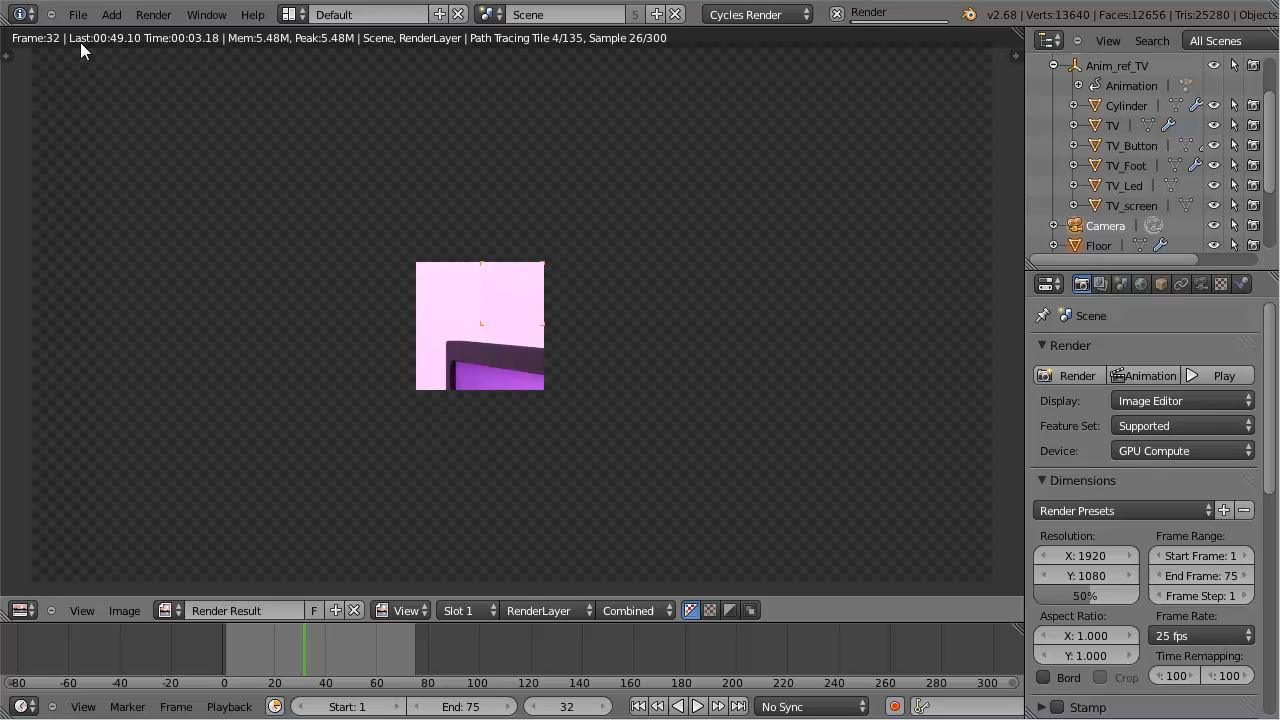 File Add Render Window Help Default Scene 5 Cycles Render Render v2.68 | Verts:13640 | Faces:12656 | Tris:25280 | Objects
Frame:32 | Last:00:49.10 Time:00:03.18 | Mem:5.48M, Peak:5.48M | Scene, RenderLayer | Path Tracing Tile 4/135, Sample 26/300
View Search All Scenes
Anim_ref_TV
Animation
Cylinder
TV
TV_Button
TV_Foot
TV_Led
TV_screen
Camera
Floor
Scene
Render
Render Animation Play
Display: Image Editor
Feature Set: Supported
Device: GPU Compute
Dimensions
Render Presets
Resolution: Frame Range:
X: 1920 Start Frame: 1
Y: 1080 End Frame: 75
50% Frame Step: 1
Aspect Ratio: Frame Rate:
X: 1.000 25 fps
Y: 1.000 Time Remapping:
Bord Crop : 100 : 100
Stamp
View Image Render Result F View Slot 1 RenderLayer Combined
-80 -60 -40 -20 0 20 40 60 80 100 120 140 160 180 200 220 240 260 280 300
View Marker Frame Playback Start: 1 End: 75 32 No Sync